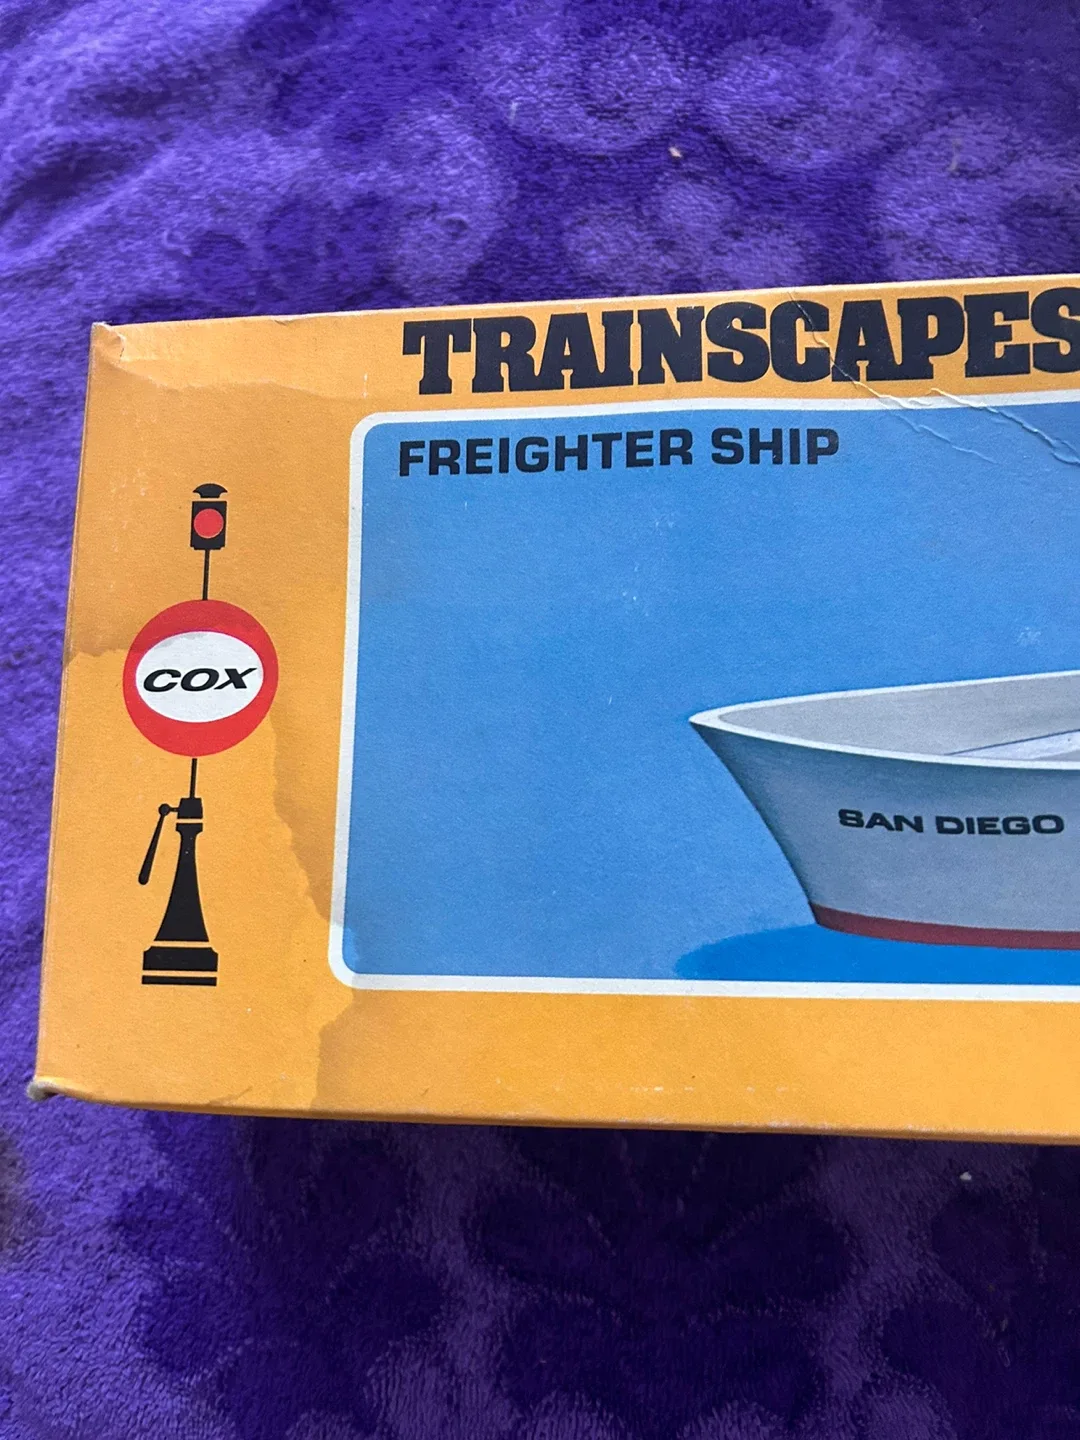 TRAINSCAPES
FREIGHTER SHIP
COX
SAN DIEGO